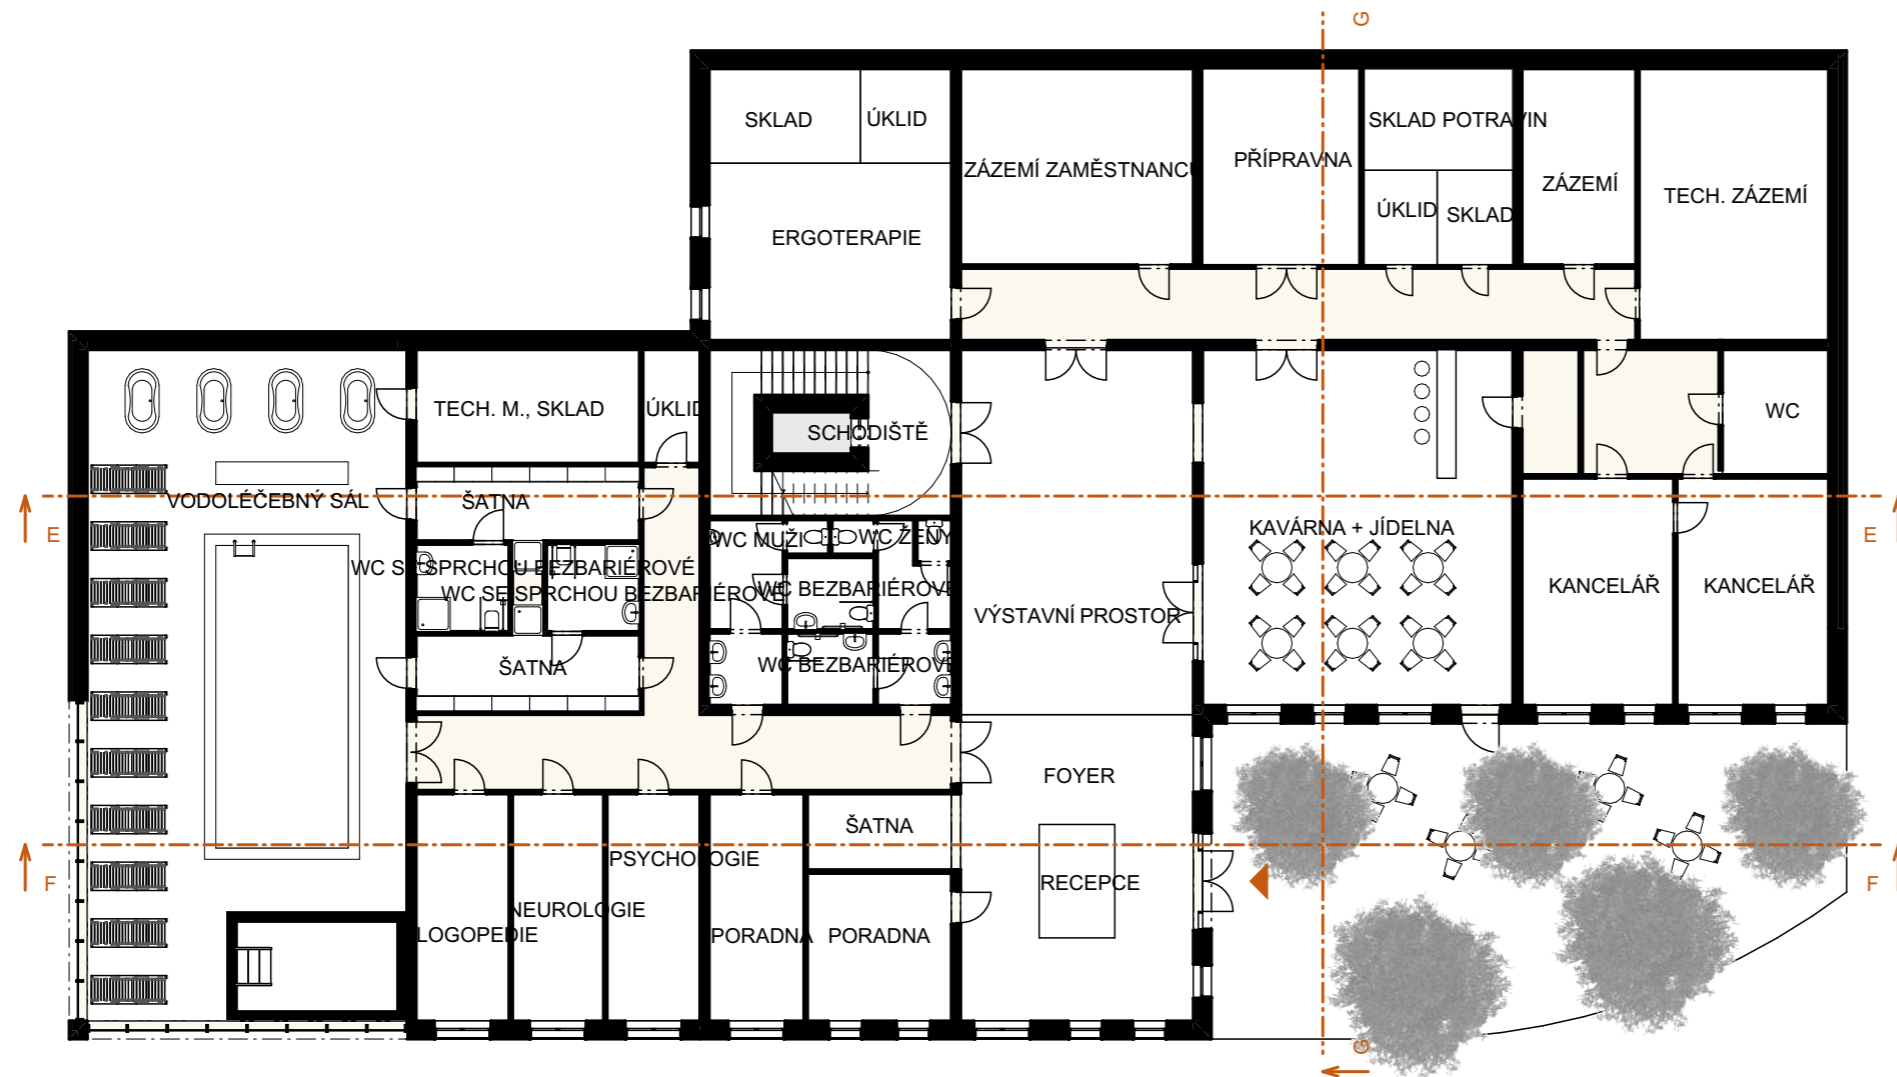 G
SKLAD
ÚKLID
SKLAD POTRAVIN
PŘÍPRAVNA
ZÁZEMÍ ZAMĚSTNANCŮ
ZÁZEMÍ
TECH. ZÁZEMÍ
ÚKLID
SKLAD
ERGOTERAPIE
TECH. M., SKLAD
ÚKLID
SCHODIŠTĚ
WC
VODOLÉČEBNÝ SÁL
ŠATNA
E
KAVÁRNA + JÍDELNA
E
WC MUŽI
WC ŽENY
WC SE SPRCHOU BEZBARIÉROVÉ
WC SE SPRCHOU BEZBARIÉROVÉ
WC BEZBARIÉROVÉ
KANCELÁŘ
KANCELÁŘ
VÝSTAVNÍ PROSTOR
ŠATNA
WC BEZBARIÉROVÉ
FOYER
ŠATNA
PSYCHOLOGIE
F
RECEPCE
F
NEUROLOGIE
LOGOPEDIE
PORADNA
PORADNA
G